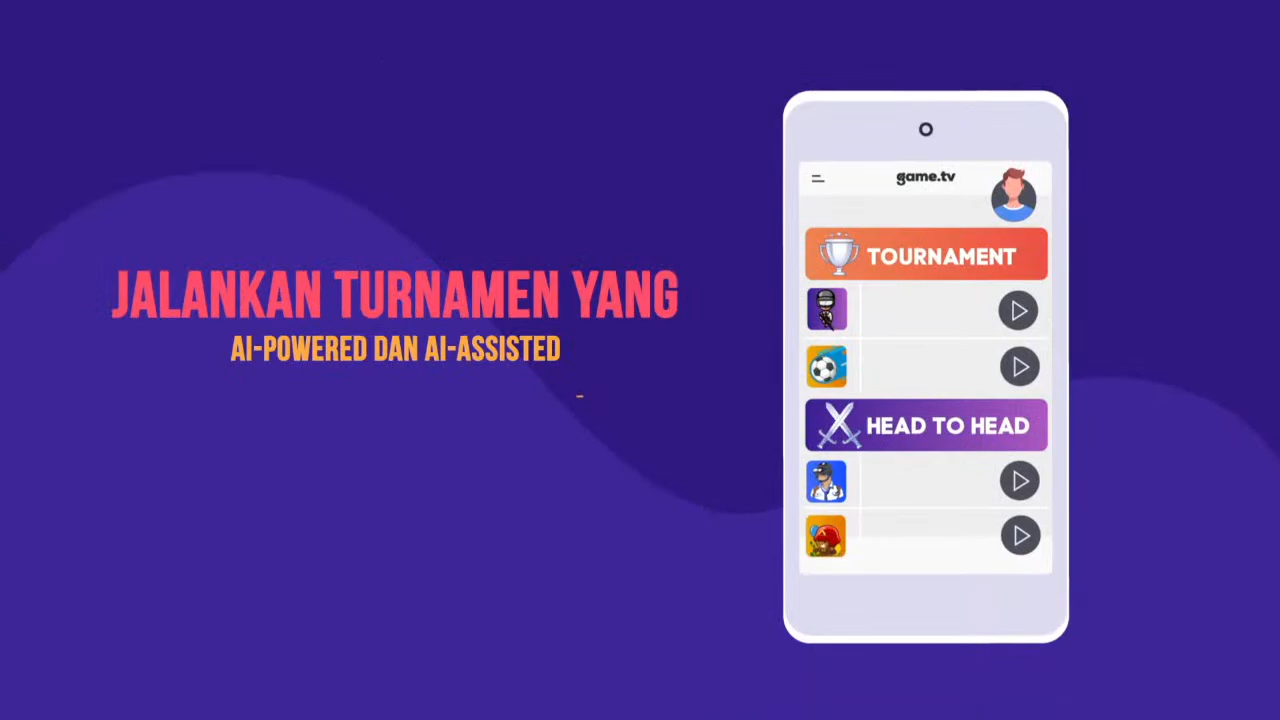 JALANKAN TURNAMEN YANG
AI-POWERED DAN AI-ASSISTED
game.tv
TOURNAMENT
HEAD TO HEAD